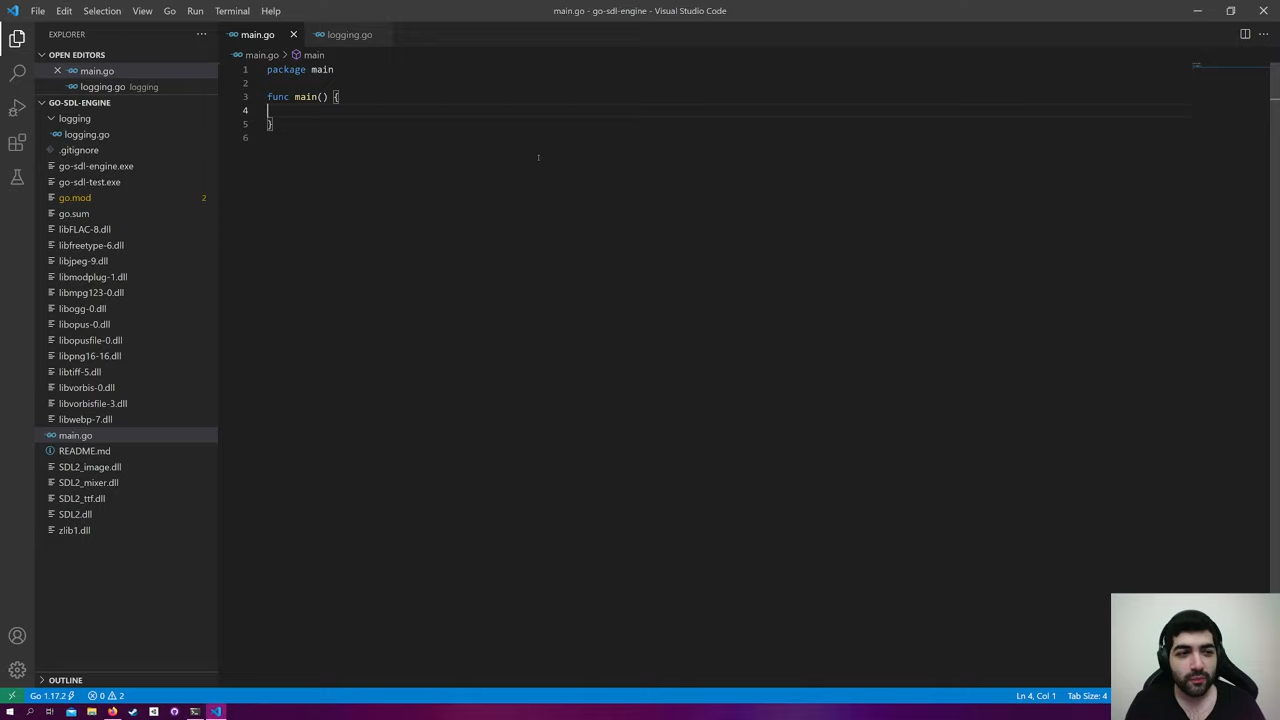 File Edit Selection View Go Run Terminal Help
main.go - go-sdl-engine - Visual Studio Code
EXPLORER
main.go
logging.go
OPEN EDITORS
main.go
logging.go logging
GO-SDL-ENGINE
logging
logging.go
.gitignore
go-sdl-engine.exe
go-sdl-test.exe
go.mod 2
go.sum
libFLAC-8.dll
libfreetype-6.dll
libjpeg-9.dll
libmodplug-1.dll
libmpg123-0.dll
libogg-0.dll
libopus-0.dll
libopusfile-0.dll
libpng16-16.dll
libtiff-5.dll
libvorbis-0.dll
libvorbisfile-3.dll
libwebp-7.dll
main.go
README.md
SDL2_image.dll
SDL2_mixer.dll
SDL2_ttf.dll
SDL2.dll
zlib1.dll
OUTLINE
main.go > main
1 package main
2
3 func main() {
4
5 }
6
Go 1.17.2 0 2
Ln 4, Col 1 Tab Size: 4